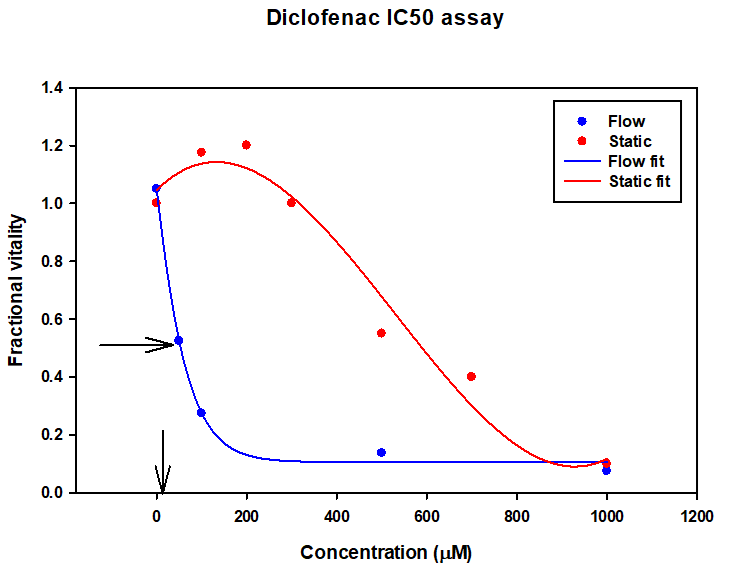 Diclofenac IC50 assay
1.4
1.2
1.0
0.8
0.6
0.4
0.2
0.0
Fractional vitality
Flow
Static
Flow fit
Static fit
0 200 400 600 800 1000 1200
Concentration (μM)